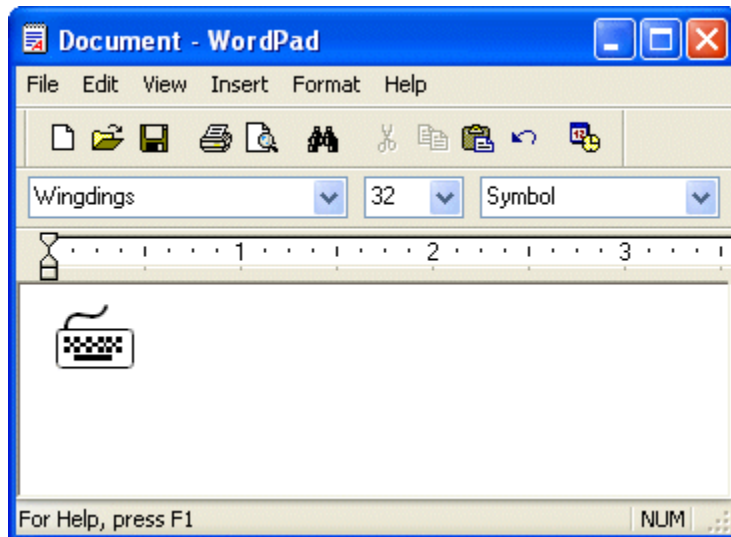 Document - WordPad
File Edit View Insert Format Help
12
Wingdings 32 Symbol
1 2 3
For Help, press F1 NUM